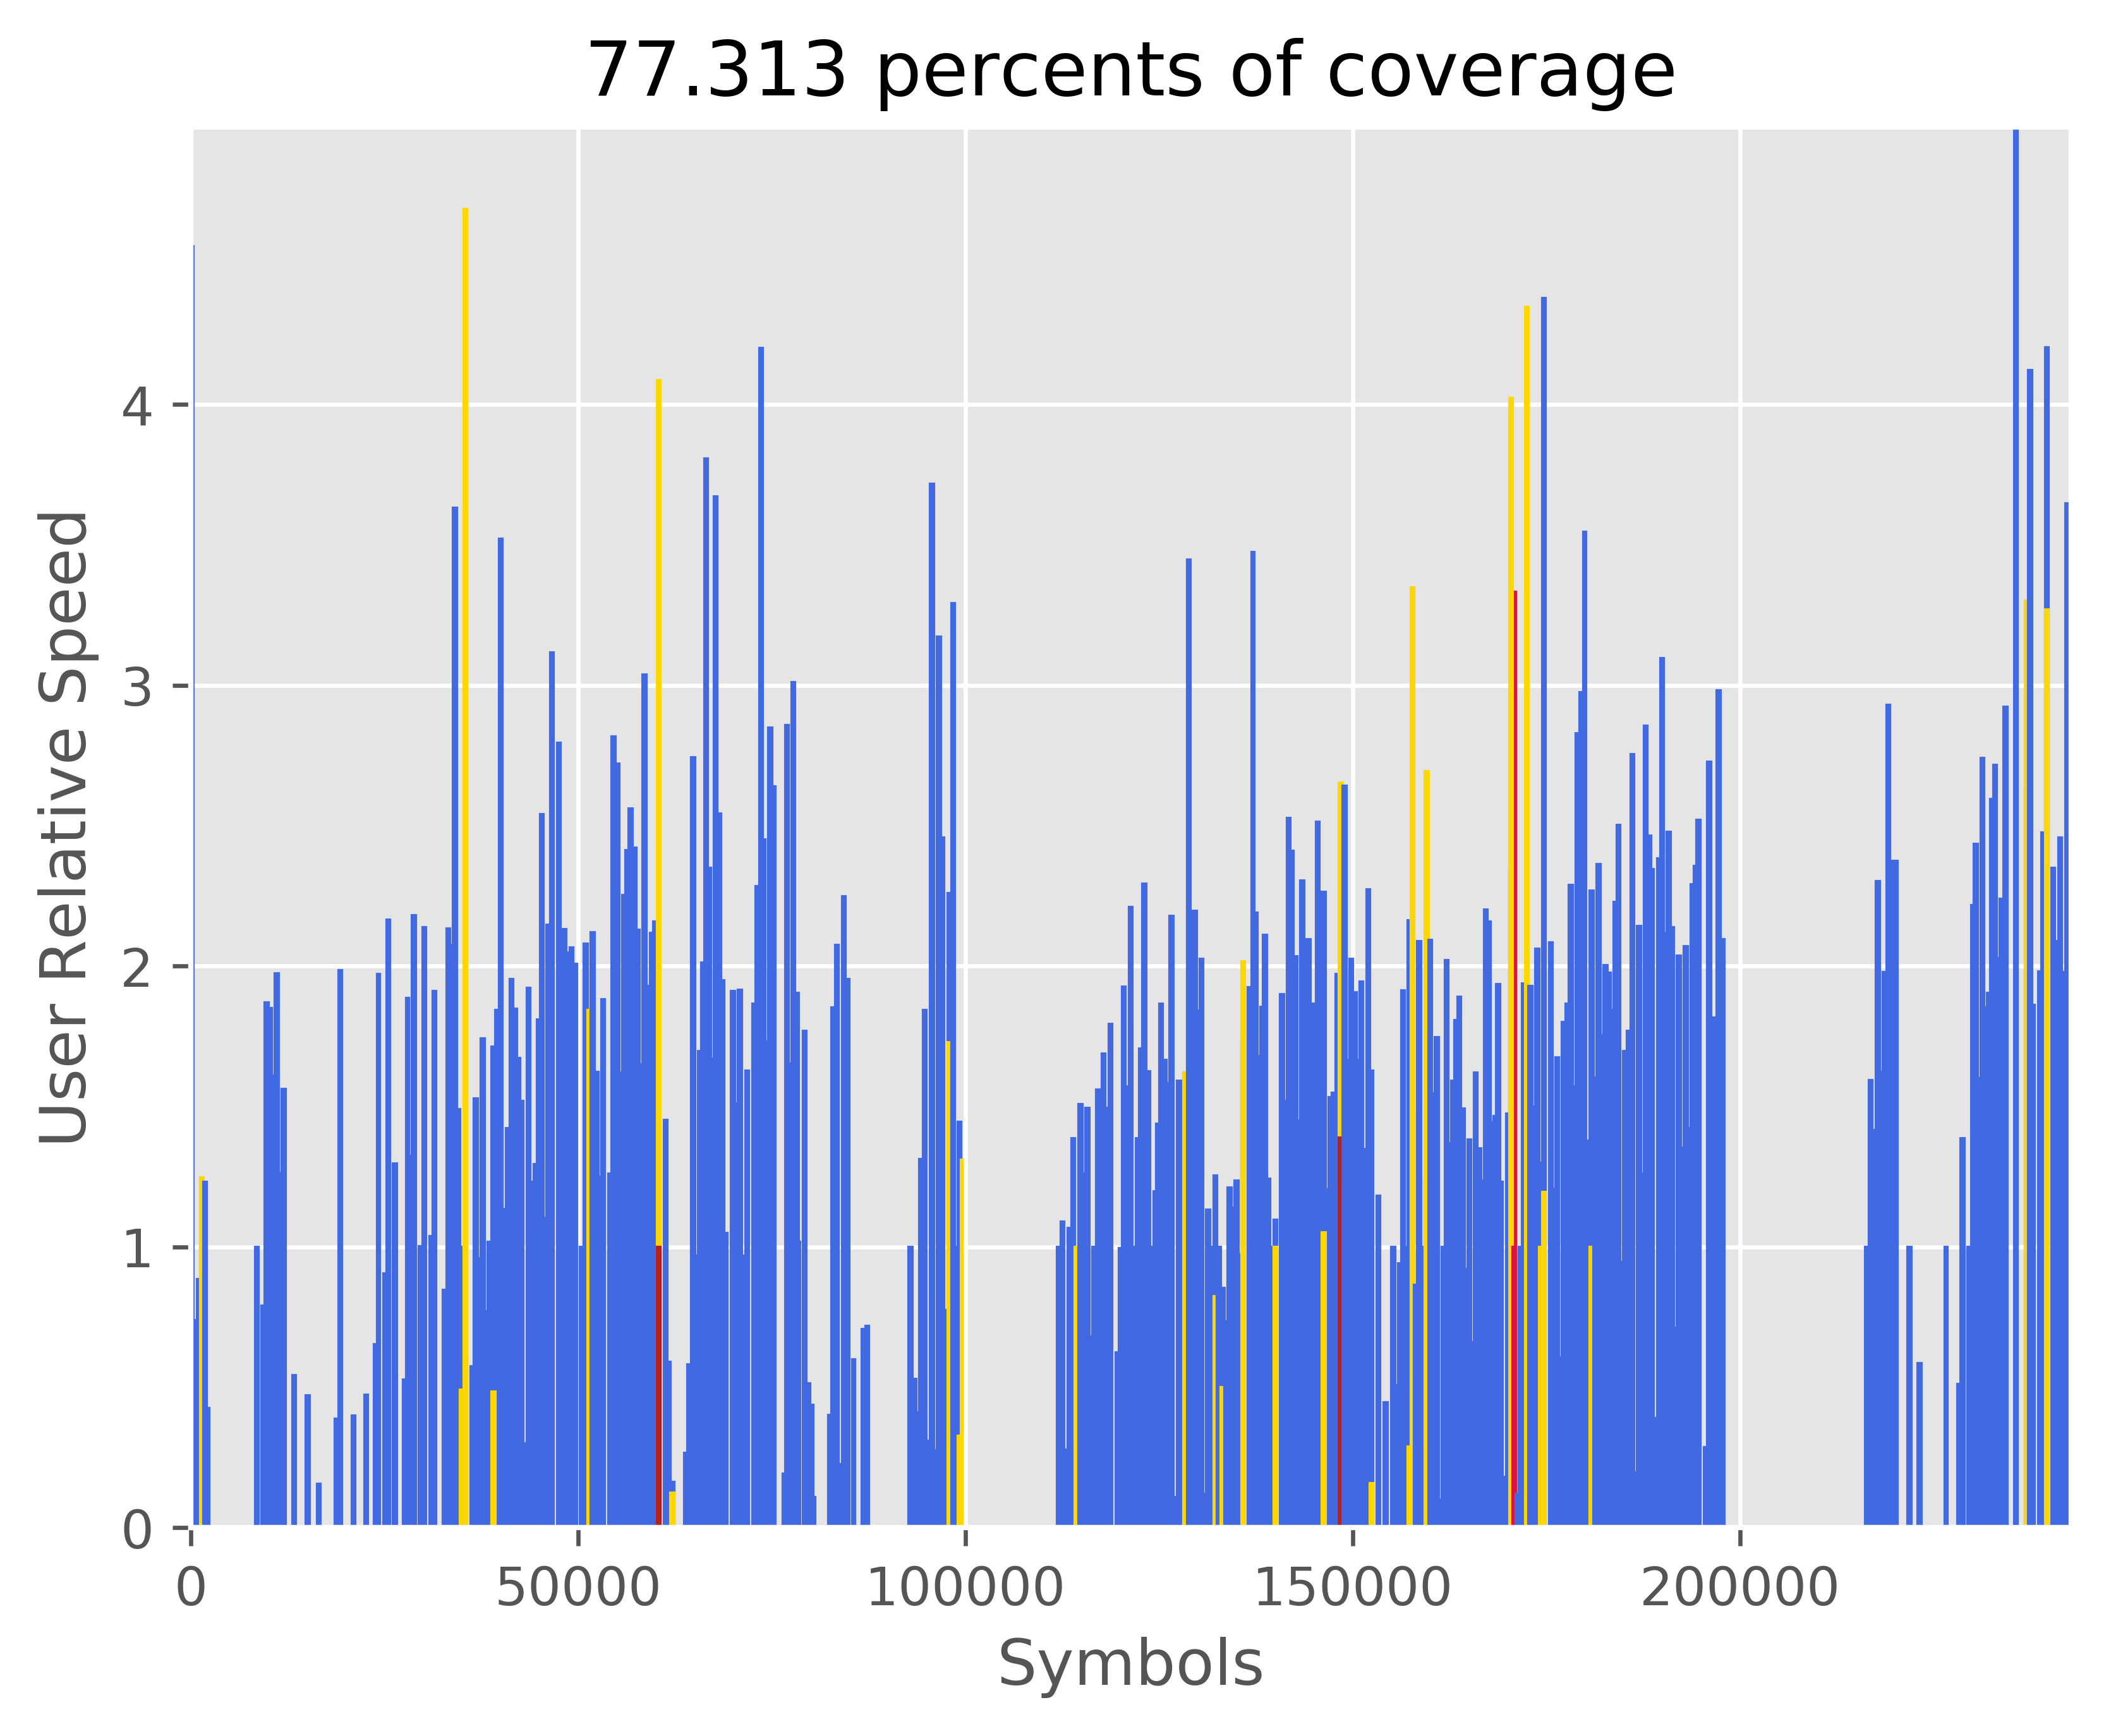 77.313 percents of coverage
User Relative Speed
4
3
2
1
0
0 50000 100000 150000 200000
Symbols